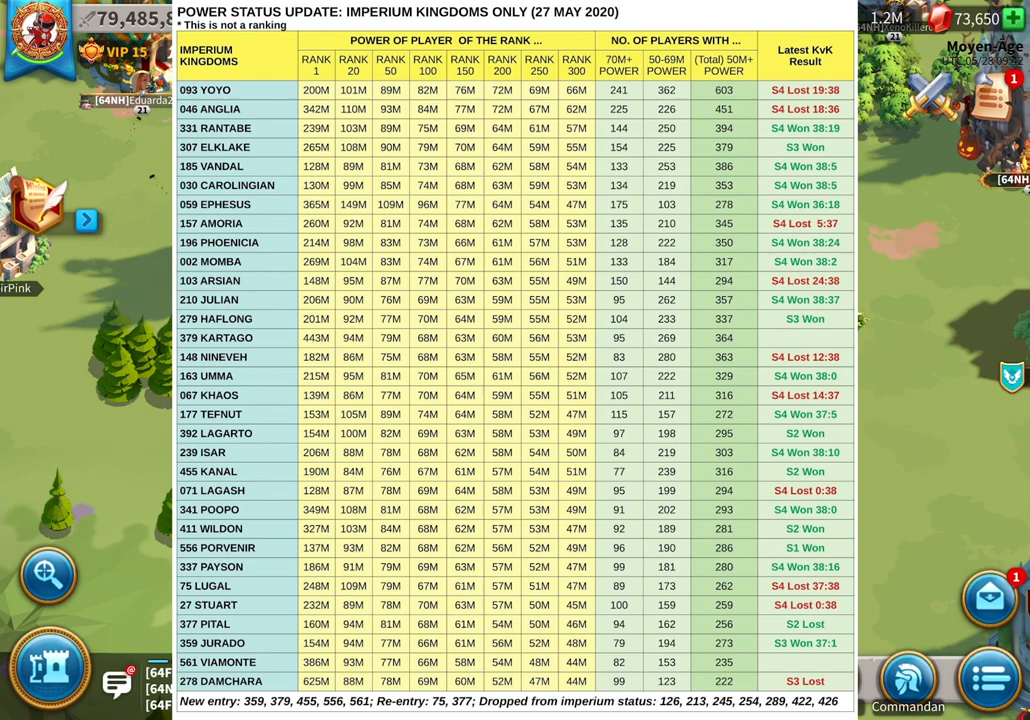 POWER STATUS UPDATE: IMPERIUM KINGDOMS ONLY (27 MAY 2020)
* This is not a ranking
IMPERIUM KINGDOMS POWER OF PLAYER OF THE RANK ... NO. OF PLAYERS WITH ... Latest KvK Result
RANK 1 RANK 20 RANK 50 RANK 100 RANK 150 RANK 200 RANK 250 RANK 300 70M+ POWER 50-69M POWER (Total) 50M+ POWER
093 YOYO 200M 101M 89M 82M 76M 72M 69M 66M 241 362 603 S4 Lost 19:38
046 ANGLIA 342M 110M 93M 84M 77M 72M 67M 62M 225 226 451 S4 Lost 18:36
331 RANTABE 239M 103M 89M 75M 69M 64M 61M 57M 144 250 394 S4 Won 38:19
307 ELKLAKE 265M 108M 90M 79M 70M 64M 59M 55M 154 225 379 S3 Won
185 VANDAL 128M 89M 81M 73M 68M 62M 58M 54M 133 253 386 S4 Won 38:5
030 CAROLINGIAN 130M 99M 85M 74M 68M 63M 59M 53M 134 219 353 S4 Won 38:5
059 EPHESUS 365M 149M 109M 96M 77M 64M 54M 47M 175 103 278 S4 Won 36:18
157 AMORIA 260M 92M 81M 74M 68M 62M 58M 53M 135 210 345 S4 Lost 5:37
196 PHOENICIA 214M 98M 83M 73M 66M 61M 57M 53M 128 222 350 S4 Won 38:24
002 MOMBA 269M 104M 83M 74M 67M 61M 56M 51M 133 184 317 S4 Won 38:2
103 ARSIAN 148M 95M 87M 77M 70M 63M 55M 49M 150 144 294 S4 Lost 24:38
210 JULIAN 206M 90M 76M 69M 63M 59M 55M 53M 95 262 357 S4 Won 38:37
279 HAFLONG 201M 92M 77M 70M 64M 59M 55M 52M 104 233 337 S3 Won
379 KARTAGO 443M 94M 79M 68M 63M 60M 56M 53M 95 269 364
148 NINEVEH 182M 86M 75M 68M 63M 58M 55M 52M 83 280 363 S4 Lost 12:38
163 UMMA 215M 95M 81M 70M 65M 61M 56M 52M 107 222 329 S4 Won 38:0
067 KHAOS 139M 86M 77M 70M 64M 59M 55M 51M 105 211 316 S4 Lost 14:37
177 TEFNUT 153M 105M 89M 74M 64M 58M 52M 47M 115 157 272 S4 Won 37:5
392 LAGARTO 154M 100M 82M 69M 63M 58M 53M 49M 97 198 295 S2 Won
239 ISAR 206M 88M 78M 68M 62M 58M 54M 50M 84 219 303 S4 Won 38:10
455 KANAL 190M 84M 76M 67M 61M 57M 54M 51M 77 239 316 S2 Won
071 LAGASH 128M 87M 78M 69M 64M 58M 53M 49M 95 199 294 S4 Lost 0:38
341 POOPO 349M 108M 81M 68M 62M 57M 53M 49M 91 202 293 S4 Won 38:0
411 WILDON 327M 103M 84M 68M 62M 57M 53M 47M 92 189 281 S2 Won
556 PORVENIR 137M 93M 82M 68M 62M 56M 52M 49M 96 190 286 S1 Won
337 PAYSON 186M 91M 79M 69M 63M 57M 52M 47M 99 181 280 S4 Won 38:16
75 LUGAL 248M 109M 79M 67M 61M 57M 51M 47M 89 173 262 S4 Lost 37:38
27 STUART 232M 89M 78M 70M 63M 57M 50M 45M 100 159 259 S4 Lost 0:38
377 PITAL 160M 94M 81M 68M 61M 54M 50M 46M 94 162 256 S2 Lost
359 JURADO 154M 94M 77M 66M 61M 56M 52M 48M 79 194 273 S3 Won 37:1
561 VIAMONTE 386M 93M 77M 66M 58M 54M 48M 44M 82 153 235
278 DAMCHARA 625M 88M 78M 69M 60M 52M 47M 44M 99 123 222 S3 Lost
New entry: 359, 379, 455, 556, 561; Re-entry: 75, 377; Dropped from imperium status: 126, 213, 245, 254, 289, 422, 426
79,485,8
VIP 15
[64NH]Eduarda2
21
irPink
[64F
[64N
[64F
1.2M
73,650
21
Moyen-Age
UTC 05/28 09:42
1
[64NH]
21
1
Commandan